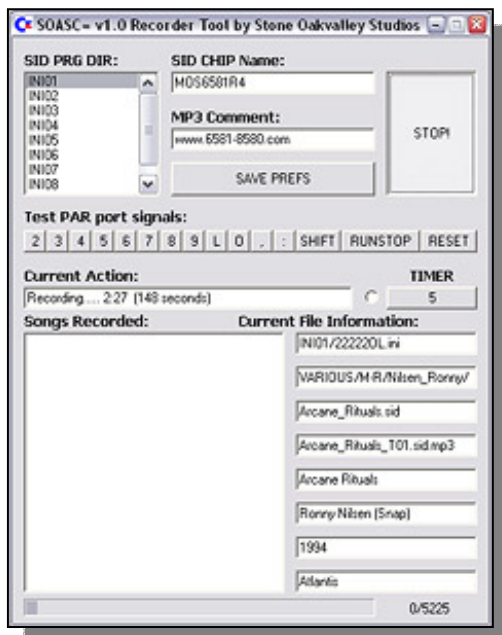 SOASC= v1.0 Recorder Tool by Stone Oakvalley Studios
SID PRG DIR:
INI01
INI02
INI03
INI04
INI05
INI06
INI07
INI08
SID CHIP Name:
MOS6581R4
MP3 Comment:
www.6581-8580.com
SAVE PREFS
STOP!
Test PAR port signals:
2 3 4 5 6 7 8 9 L O , : SHIFT RUNSTOP RESET
Current Action:
TIMER
Recording.... 2:27 (148 seconds)
5
Songs Recorded:
Current File Information:
INI01/22222OL.ini
VARIOUS/M-R/Nilsen_Ronny/
Arcane_Rituals.sid
Arcane_Rituals_T01.sid.mp3
Arcane Rituals
Ronny Nilsen (Snap)
1994
Atlantis
0/5225